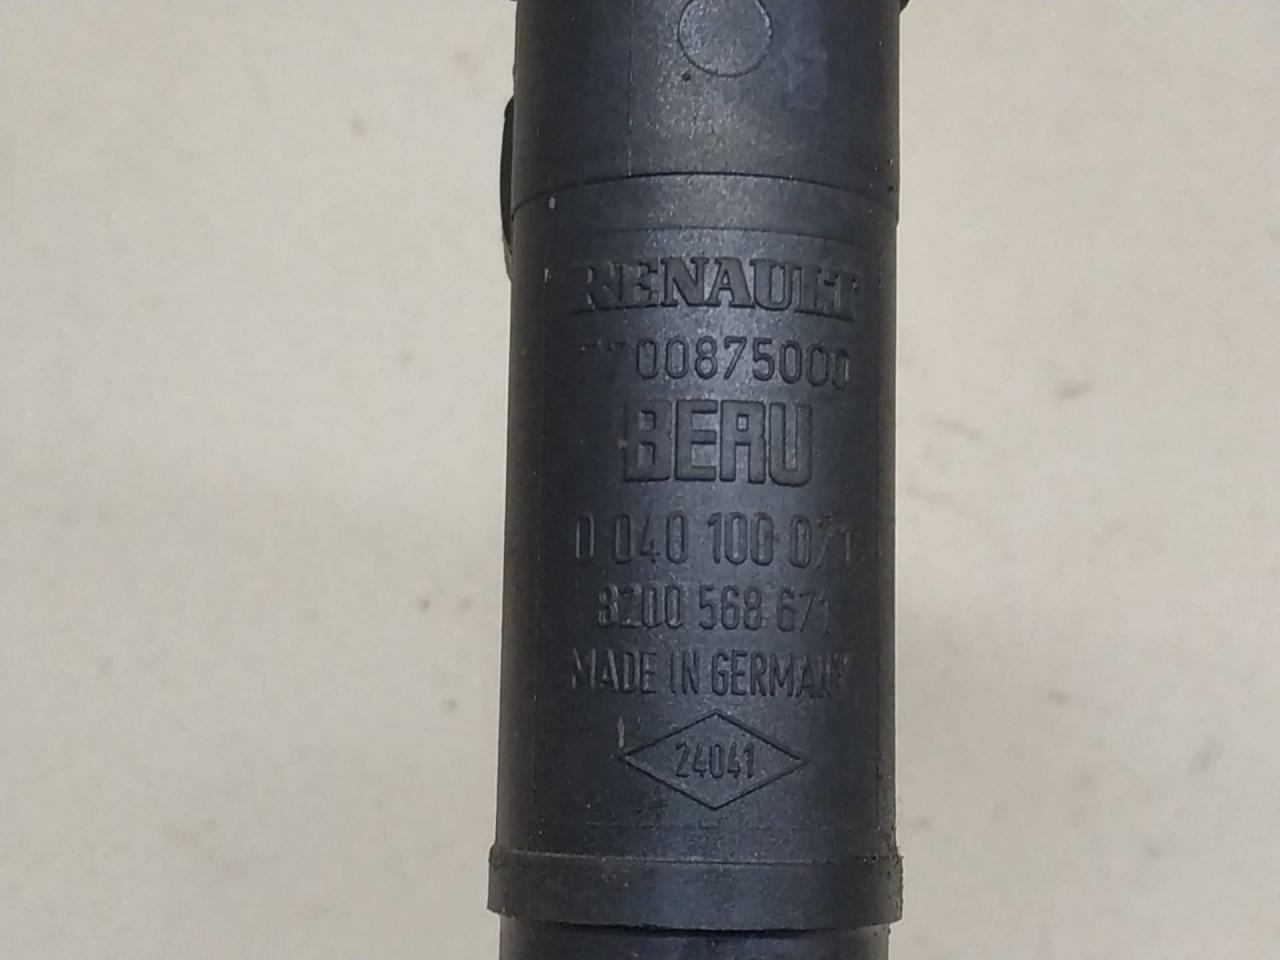 RENAULT
7700875000
BERU
0 040 100 071
8200 568 671
MADE IN GERMANY
24041